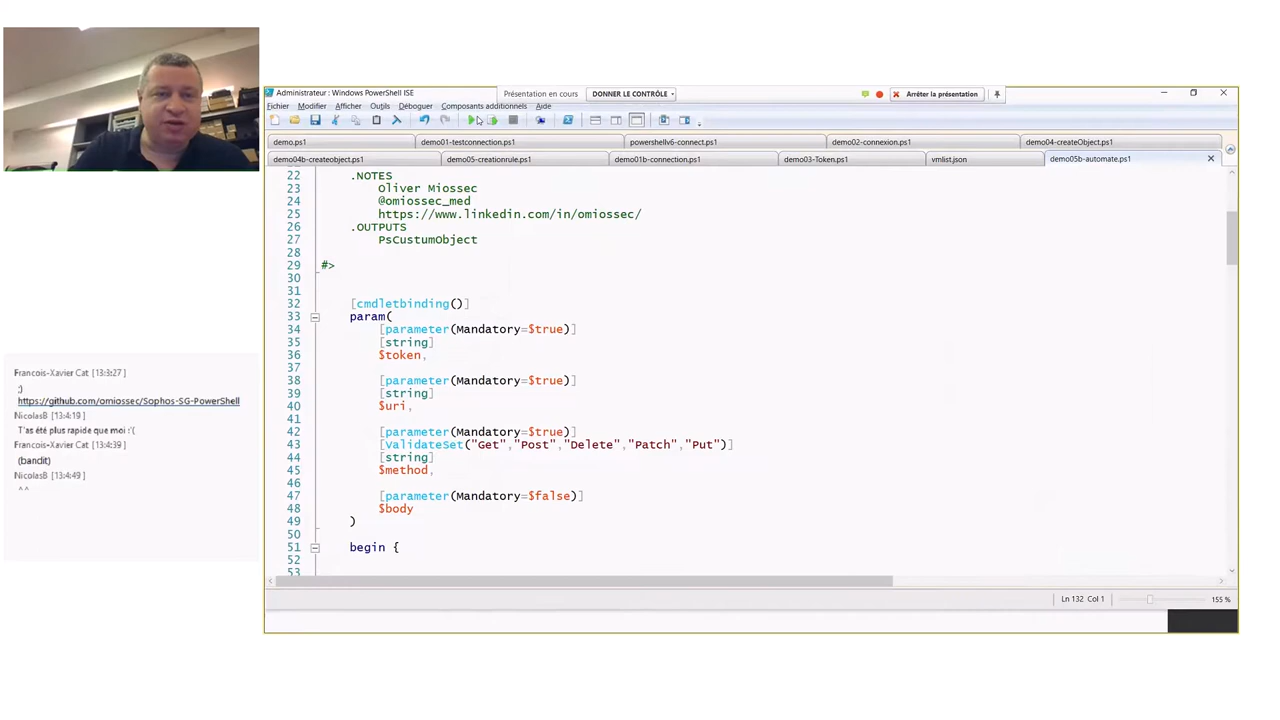 Administrateur : Windows PowerShell ISE
Présentation en cours
DONNER LE CONTRÔLE
Arrêter la présentation
Fichier Modifier Afficher Outils Déboguer Composants additionnels Aide
demo.ps1 demo01-testconnection.ps1 powershellv6-connect.ps1 demo02-connexion.ps1 demo04-createObject.ps1
demo04b-createobject.ps1 demo05-creationrule.ps1 demo01b-connection.ps1 demo03-Token.ps1 vmlist.json demo05b-automate.ps1
22 .NOTES
23 Oliver Miossec
24 @omiossec_med
25 https://www.linkedin.com/in/omiossec/
26 .OUTPUTS
27 PsCustumObject
28
29 #>
30
31
32 [cmdletbinding()]
33 param(
34 [parameter(Mandatory=$true)]
35 [string]
36 $token,
37
38 [parameter(Mandatory=$true)]
39 [string]
40 $uri,
41
42 [parameter(Mandatory=$true)]
43 [ValidateSet("Get","Post","Delete","Patch","Put")]
44 [string]
45 $method,
46
47 [parameter(Mandatory=$false)]
48 $body
49 )
50
51 begin {
52
53
Ln 132 Col 1 155 %
Francois-Xavier Cat [13:3:27 ]
;)
https://github.com/omiossec/Sophos-SG-PowerShell
NicolasB [13:4:19 ]
T'as été plus rapide que moi :'(
Francois-Xavier Cat [13:4:39 ]
(bandit)
NicolasB [13:4:49 ]
^^